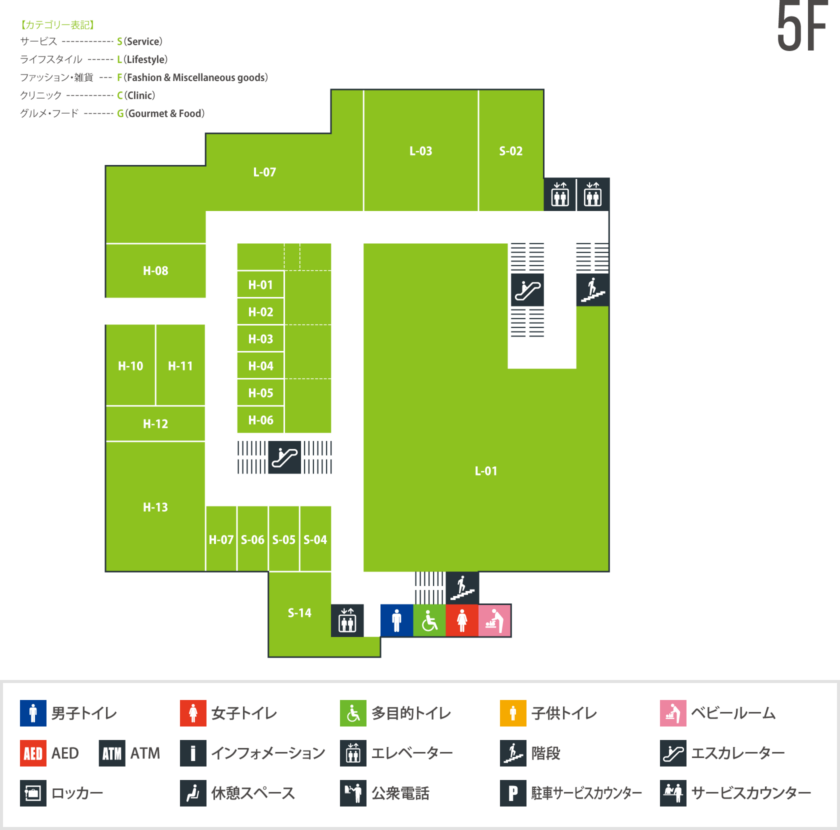 5F
【カテゴリー表記】
サービス ----------- S(Service)
ライフスタイル ------ L(Lifestyle)
ファッション・雑貨 --- F(Fashion & Miscellaneous goods)
クリニック ---------- C(Clinic)
グルメ・フード ------ G(Gourmet & Food)
L-03
S-02
L-07
H-08
H-01
H-02
H-03
H-10
H-11
H-04
H-05
H-12
H-06
L-01
H-13
H-07
S-06
S-05
S-04
S-14
男子トイレ
女子トイレ
多目的トイレ
子供トイレ
ベビールーム
AED AED
ATM ATM
インフォメーション
エレベーター
階段
エスカレーター
ロッカー
休憩スペース
公衆電話
P 駐車サービスカウンター
サービスカウンター